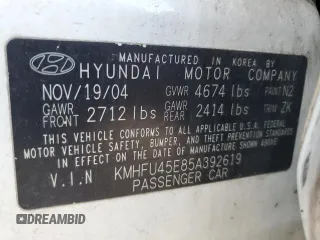 MANUFACTURED IN KOREA BY
HYUNDAI MOTOR COMPANY
NOV/19/04 GVWR 4674 lbs PAINT NZ
GAWR FRONT 2712 lbs GAWR REAR 2414 lbs TRIM ZK
THIS VEHICLE CONFORMS TO ALL APPLICABLE U.S.A. FEDERAL
MOTOR VEHICLE SAFETY, BUMPER, AND THEFT PREVENTION
STANDARDS IN EFFECT ON THE DATE OF MANUFACTURE SHOWN
ABOVE
V.I.N KMHFU45E85A392619
PASSENGER CAR
DREAMBID